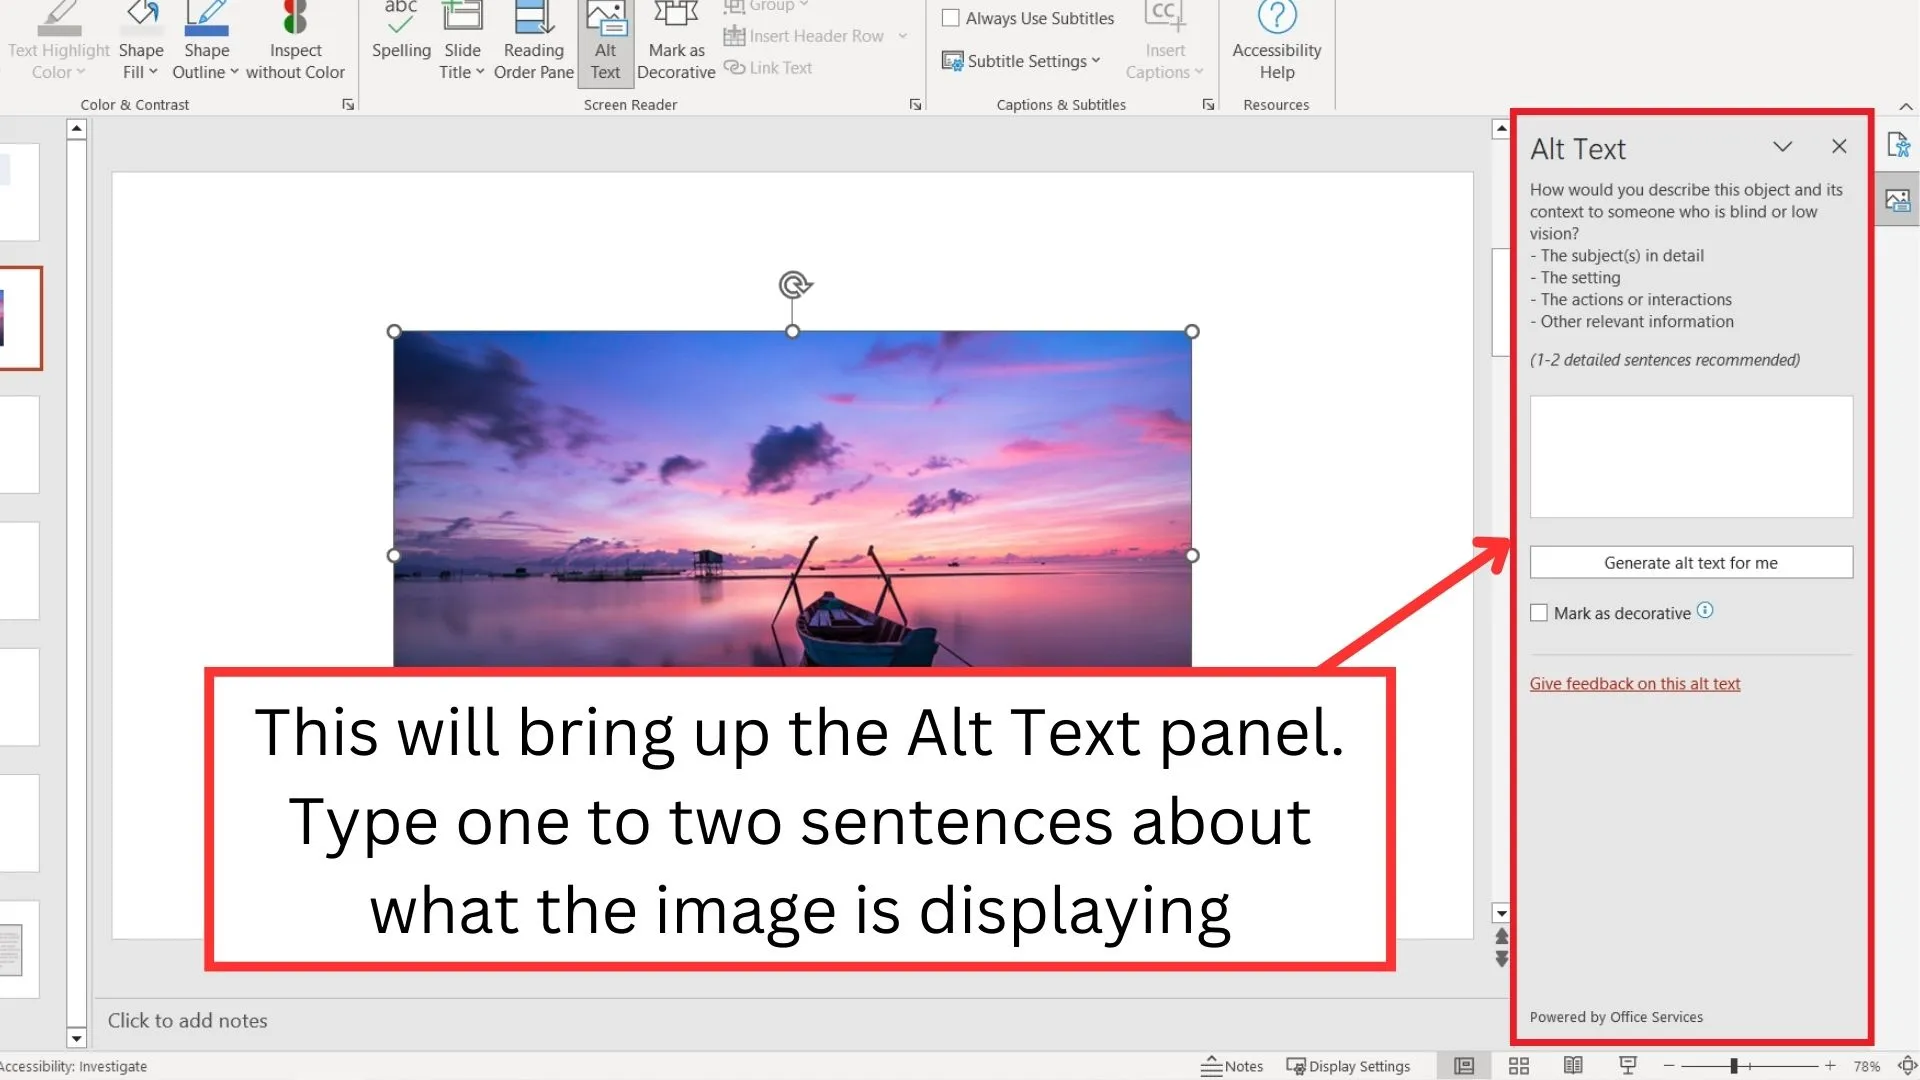 Text Highlight
Color
Shape
Fill
Shape
Outline
Inspect
without Color
Color & Contrast
abc
Spelling
Slide
Title
Reading
Order Pane
Alt
Text
Mark as
Decorative
Group
Insert Header Row
Link Text
Screen Reader
Always Use Subtitles
Subtitle Settings
CC
Insert
Captions
Captions & Subtitles
?
Accessibility
Help
Resources
Alt Text
How would you describe this object and its
context to someone who is blind or low
vision?
- The subject(s) in detail
- The setting
- The actions or interactions
- Other relevant information
(1-2 detailed sentences recommended)
Generate alt text for me
Mark as decorative
Give feedback on this alt text
Powered by Office Services
This will bring up the Alt Text panel.
Type one to two sentences about
what the image is displaying
Click to add notes
Accessibility: Investigate
Notes
Display Settings
78%